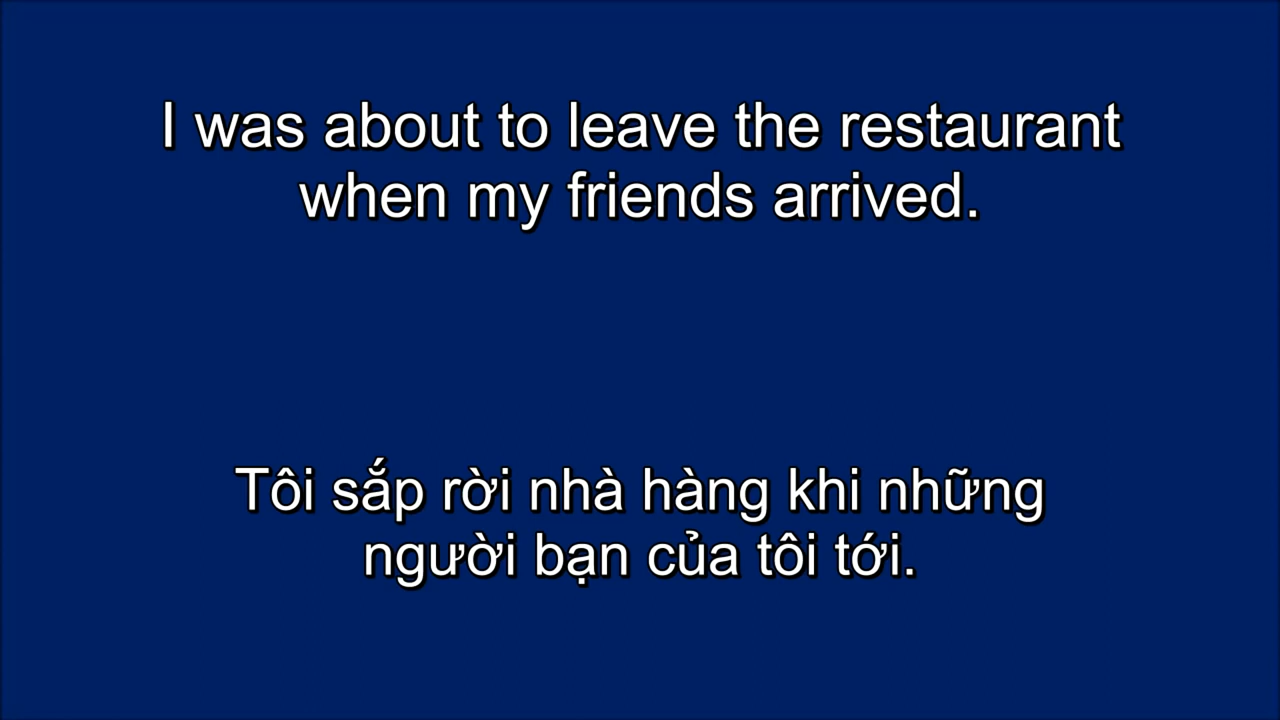 I was about to leave the restaurant
when my friends arrived.
Tôi sắp rời nhà hàng khi những
người bạn của tôi tới.